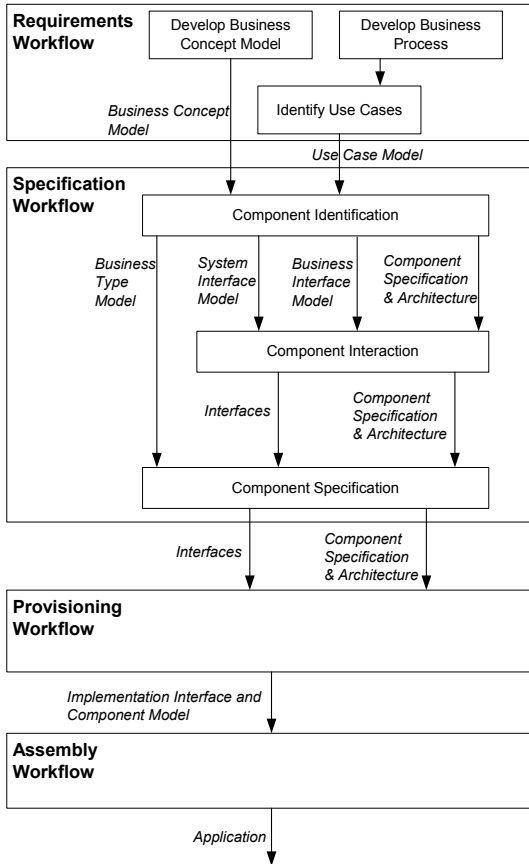 Requirements
Workflow
Develop Business
Concept Model
Develop Business
Process
Business Concept
Model
Identify Use Cases
Use Case Model
Specification
Workflow
Component Identification
Business
Type Model
System
Interface
Model
Business
Interface
Model
Component
Specification
& Architecture
Component Interaction
Interfaces
Component
Specification
& Architecture
Component Specification
Interfaces
Component
Specification
& Architecture
Provisioning
Workflow
Implementation Interface and
Component Model
Assembly
Workflow
Application